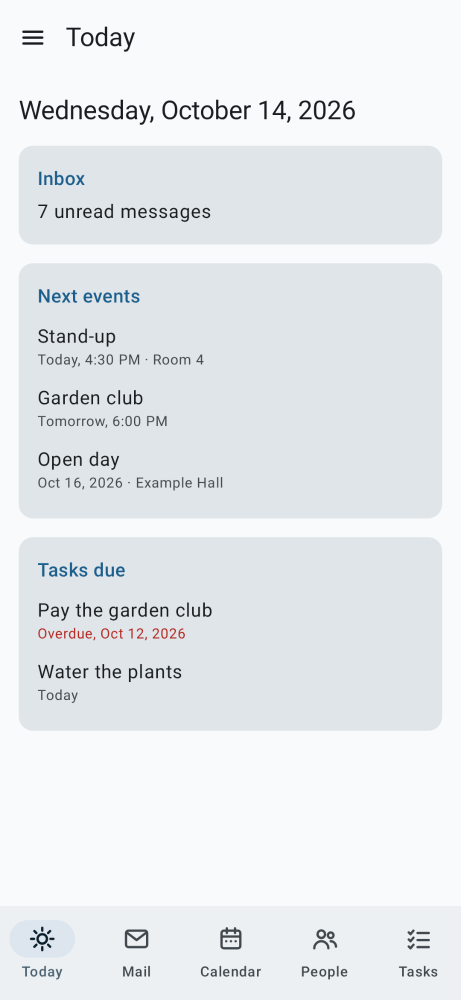 Today
Wednesday, October 14, 2026
Inbox
7 unread messages
Next events
Stand-up
Today, 4:30 PM · Room 4
Garden club
Tomorrow, 6:00 PM
Open day
Oct 16, 2026 · Example Hall
Tasks due
Pay the garden club
Overdue, Oct 12, 2026
Water the plants
Today
Today
Mail
Calendar
People
Tasks